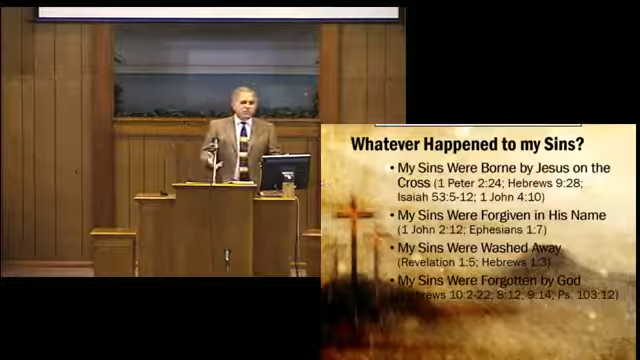 Whatever Happened to my Sins?
• My Sins Were Borne by Jesus on the
Cross (1 Peter 2:24; Hebrews 9:28;
Isaiah 53:5-12; 1 John 4:10)
• My Sins Were Forgiven in His Name
(1 John 2:12; Ephesians 1:7)
• My Sins Were Washed Away
(Revelation 1:5; Hebrews 1:3)
• My Sins Were Forgotten by God
(Hebrews 10:2-22; 8:12; 9:14; Ps. 103:12)